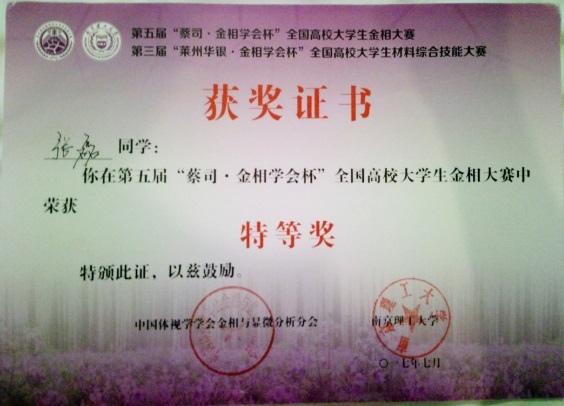 第五届“蔡司·金相学会杯”全国高校大学生金相大赛
第三届“莱州华银·金相学会杯”全国高校大学生材料综合技能大赛
获奖证书
张磊 同学：
你在第五届“蔡司·金相学会杯”全国高校大学生金相大赛中
荣获
特等奖
特颁此证，以兹鼓励。
中国体视学学会金相与显微分析分会 南京理工大学
〇一七年七月